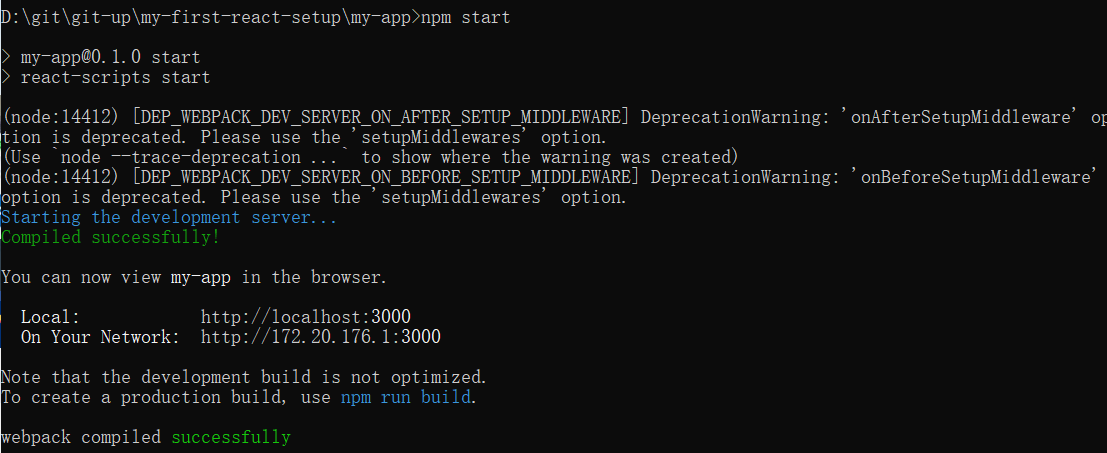 D:\git\git-up\my-first-react-setup\my-app>npm start
> my-app@0.1.0 start
> react-scripts start
(node:14412) [DEP_WEBPACK_DEV_SERVER_ON_AFTER_SETUP_MIDDLEWARE] DeprecationWarning: 'onAfterSetupMiddleware' op
tion is deprecated. Please use the 'setupMiddlewares' option.
(Use `node --trace-deprecation ...` to show where the warning was created)
(node:14412) [DEP_WEBPACK_DEV_SERVER_ON_BEFORE_SETUP_MIDDLEWARE] DeprecationWarning: 'onBeforeSetupMiddleware'
option is deprecated. Please use the 'setupMiddlewares' option.
Starting the development server...
Compiled successfully!
You can now view my-app in the browser.
Local: http://localhost:3000
On Your Network: http://172.20.176.1:3000
Note that the development build is not optimized.
To create a production build, use npm run build.
webpack compiled successfully